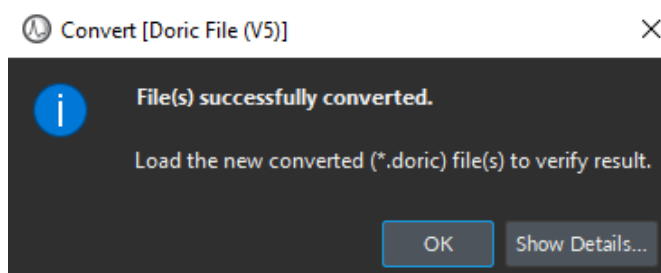 Convert [Doric File (V5)]
File(s) successfully converted.
Load the new converted (*.doric) file(s) to verify result.
OK
Show Details...